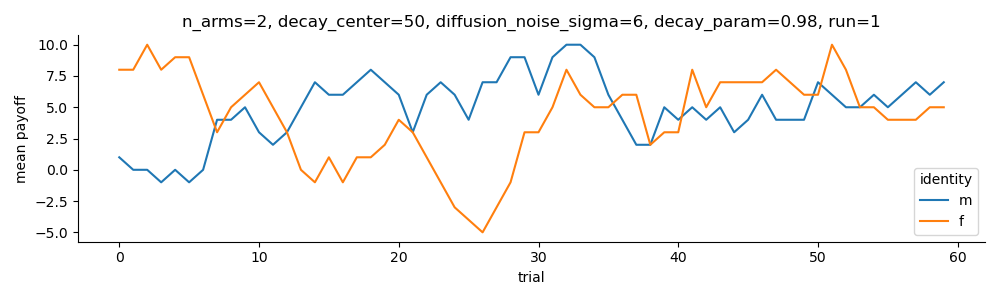 n_arms=2, decay_center=50, diffusion_noise_sigma=6, decay_param=0.98, run=1
mean payoff
10.0
7.5
5.0
2.5
0.0
−2.5
−5.0
identity
m
f
0 10 20 30 40 50 60
trial